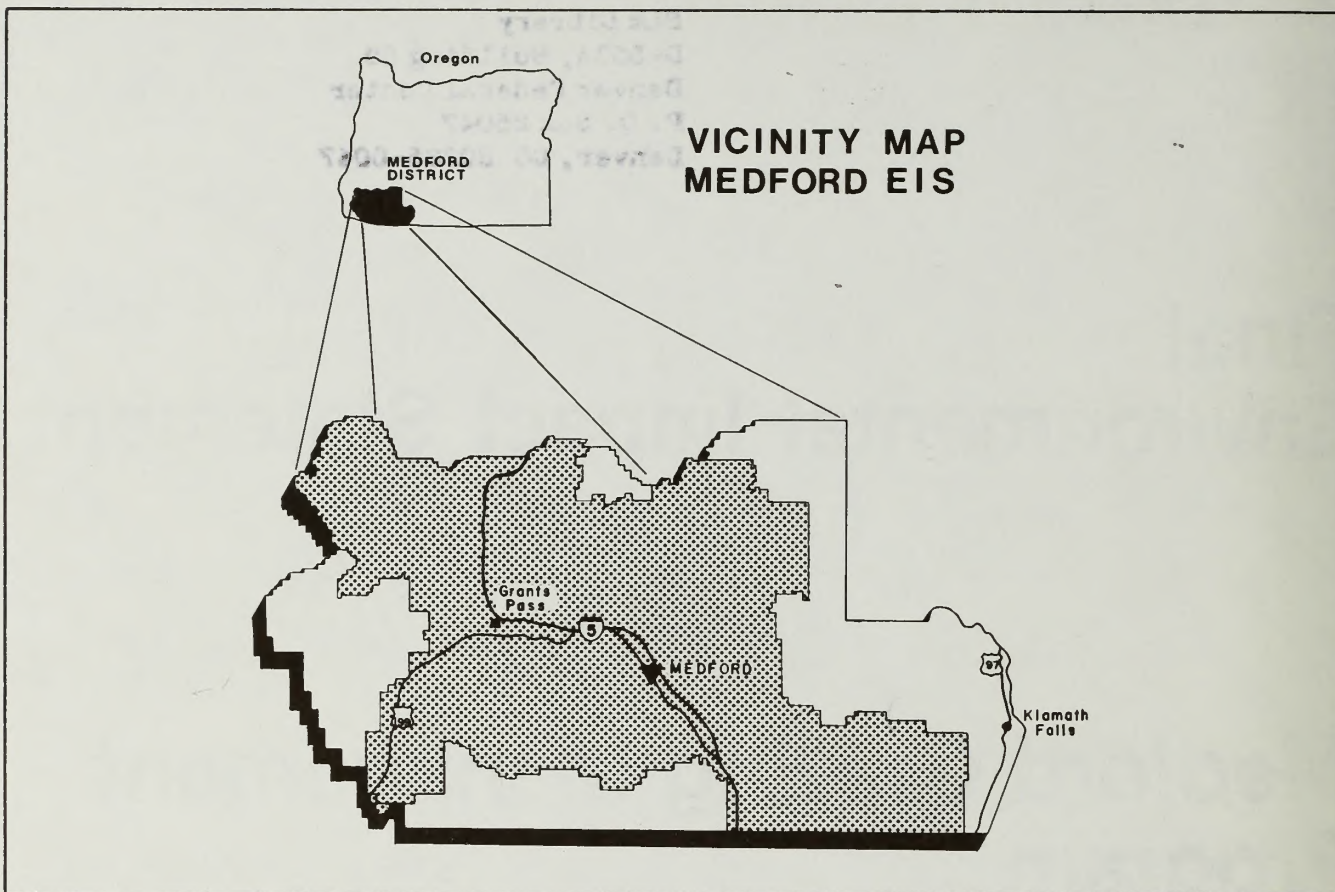 Oregon
MEDFORD
DISTRICT
VICINITY MAP
MEDFORD EIS
Grants
Pass
5
MEDFORD
97
Klamath
Falls
199